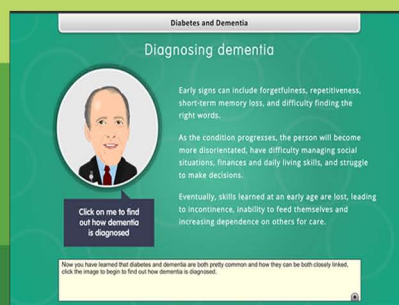 Diabetes and Dementia
Diagnosing dementia
Early signs can include forgetfulness, repetitiveness,
short-term memory loss, and difficulty finding the
right words.
As the condition progresses, the person will become
more disorientated, have difficulty managing social
situations, finances and daily living skills, and struggle
to make decisions.
Eventually, skills learned at an early age are lost, leading
to incontinence, inability to feed themselves and
increasing dependence on others for care.
Click on me to find
out how dementia
is diagnosed
Now you have learned that diabetes and dementia are both pretty common and how they can be both closely linked,
click the image to begin to find out how dementia is diagnosed.